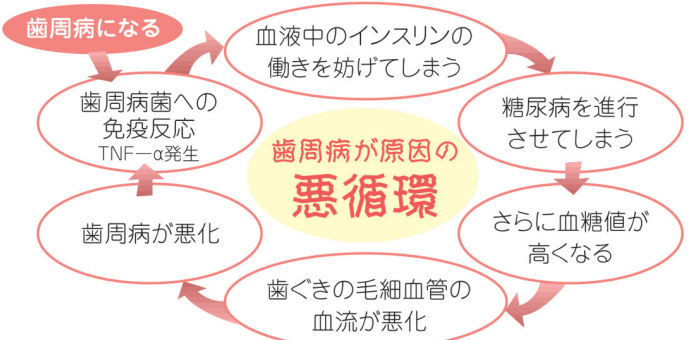 歯周病になる
歯周病菌への
免疫反応
TNF―α発生
血液中のインスリンの
働きを妨げてしまう
糖尿病を進行
させてしまう
さらに血糖値が
高くなる
歯ぐきの毛細血管の
血流が悪化
歯周病が悪化
歯周病が原因の
悪循環